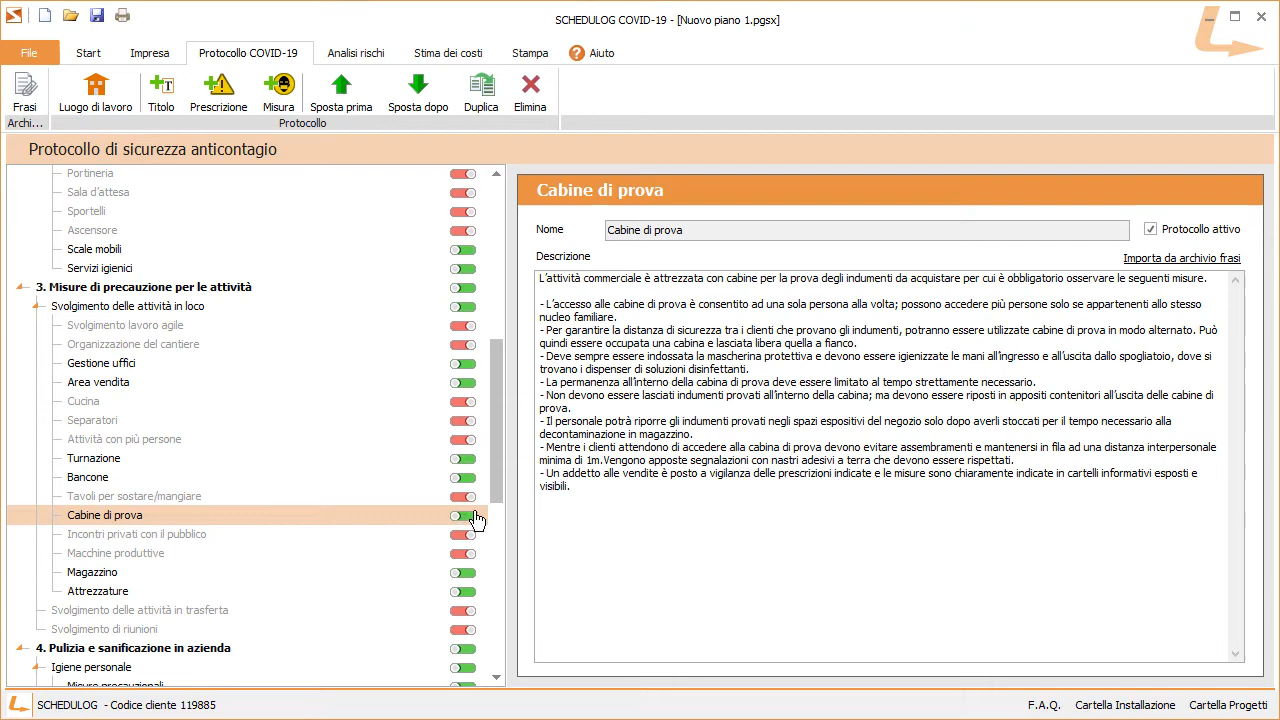 SCHEDULOG COVID-19 - [Nuovo piano 1.pgsx]
File
Start
Impresa
Protocollo COVID-19
Analisi rischi
Stima dei costi
Stampa
? Aiuto
Frasi
Luogo di lavoro
Titolo
Prescrizione
Misura
Sposta prima
Sposta dopo
Duplica
Elimina
Archi...
Protocollo
Protocollo di sicurezza anticontagio
Portineria
Sala d'attesa
Sportelli
Ascensore
Scale mobili
Servizi igienici
3. Misure di precauzione per le attività
Svolgimento delle attività in loco
Svolgimento lavoro agile
Organizzazione del cantiere
Gestione uffici
Area vendita
Cucina
Separatori
Attività con più persone
Turnazione
Bancone
Tavoli per sostare/mangiare
Cabine di prova
Incontri privati con il pubblico
Macchine produttive
Magazzino
Attrezzature
Svolgimento delle attività in trasferta
Svolgimento di riunioni
4. Pulizia e sanificazione in azienda
Igiene personale
Misure precauzionali
Cabine di prova
Nome
Cabine di prova
Protocollo attivo
Descrizione
Importa da archivio frasi
L'attività commerciale è attrezzata con cabine per la prova degli indumenti da acquistare per cui è obbligatorio osservare le seguenti misure.
- L'accesso alle cabine di prova è consentito ad una sola persona alla volta; possono accedere più persone solo se appartenenti allo stesso
nucleo familiare.
- Per garantire la distanza di sicurezza tra i clienti che provano gli indumenti, potranno essere utilizzate cabine di prova in modo alternato. Può
quindi essere occupata una cabina e lasciata libera quella a fianco.
- Deve sempre essere indossata la mascherina protettiva e devono essere igienizzate le mani all'ingresso e all'uscita dallo spogliatoio, dove si
trovano i dispenser di soluzioni disinfettanti.
- La permanenza all'interno della cabina di prova deve essere limitato al tempo strettamente necessario.
- Non devono essere lasciati indumenti provati all'interno della cabina; ma devono essere riposti in appositi contenitori all'uscita delle cabine di
prova.
- Il personale potrà riporre gli indumenti provati negli spazi espositivi del negozio solo dopo averli stoccati per il tempo necessario alla
decontaminazione in magazzino.
- Mentre i clienti attendono di accedere alla cabina di prova devono evitare assembramenti e mantenersi in fila ad una distanza interpersonale
minima di 1m.Vengono apposte segnalazioni con nastri adesivi a terra che devono essere rispettati.
- Un addetto alle vendite è posto a vigilanza delle prescrizioni indicate e le misure sono chiaramente indicate in cartelli informativi esposti e
visibili.
SCHEDULOG - Codice cliente 119885
F.A.Q.
Cartella Installazione
Cartella Progetti